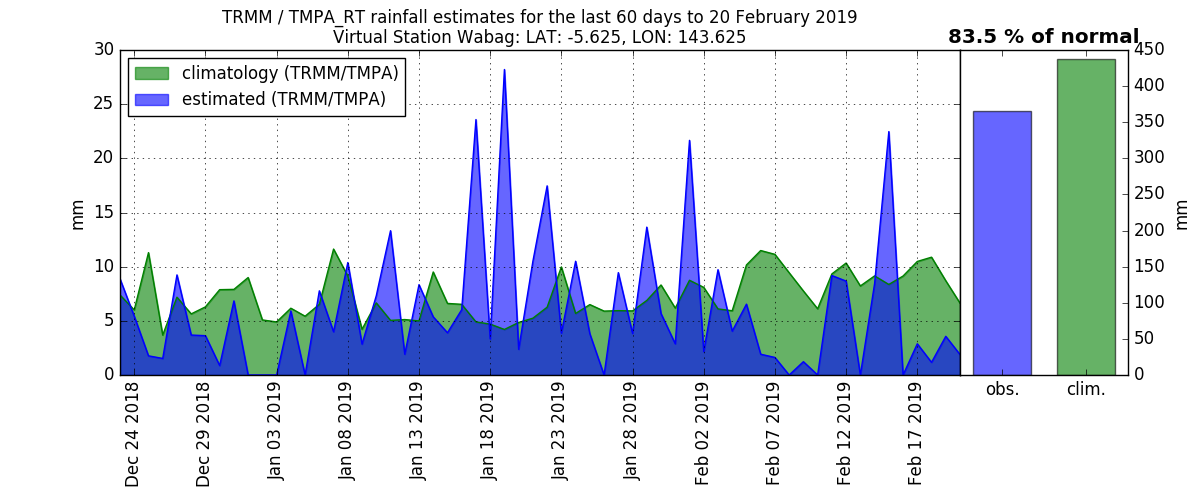 TRMM / TMPA_RT rainfall estimates for the last 60 days to 20 February 2019
Virtual Station Wabag: LAT: -5.625, LON: 143.625
83.5 % of normal
climatology (TRMM/TMPA)
estimated (TRMM/TMPA)
30
25
20
15
10
5
0
mm
450
400
350
300
250
200
150
100
50
0
mm
Dec 24 2018
Dec 29 2018
Jan 03 2019
Jan 08 2019
Jan 13 2019
Jan 18 2019
Jan 23 2019
Jan 28 2019
Feb 02 2019
Feb 07 2019
Feb 12 2019
Feb 17 2019
obs.
clim.